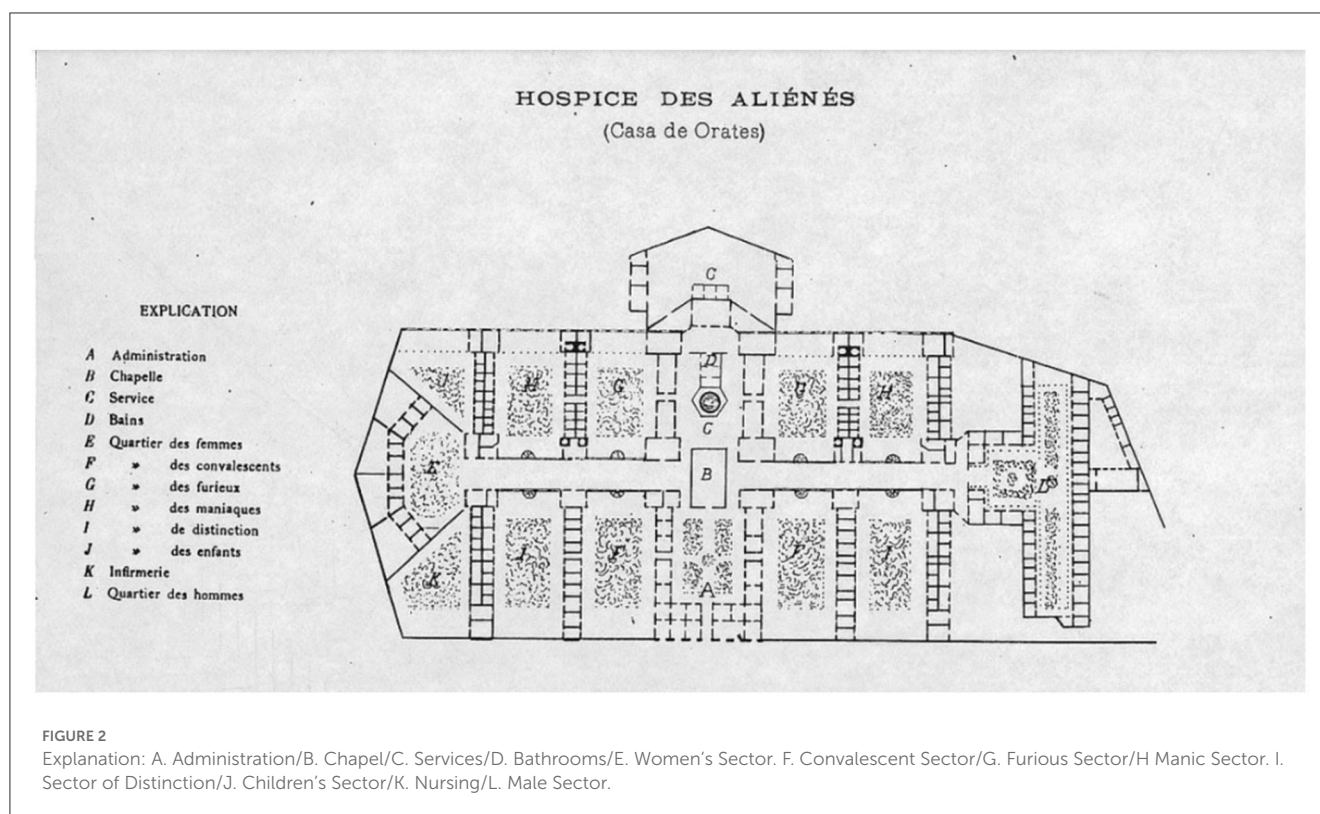 HOSPICE DES ALIÉNÉS
(Casa de Orates)
EXPLICATION
A Administration
B Chapelle
C Service
D Bains
E Quartier des femmes
F » des convalescents
G » des furieux
H » des maniaques
I » de distinction
J » des enfants
K Infirmerie
L Quartier des hommes
C
J H G D G H
C
E B L
K I F A F I
FIGURE 2
Explanation: A. Administration/B. Chapel/C. Services/D. Bathrooms/E. Women's Sector. F. Convalescent Sector/G. Furious Sector/H Manic Sector. I.
Sector of Distinction/J. Children's Sector/K. Nursing/L. Male Sector.